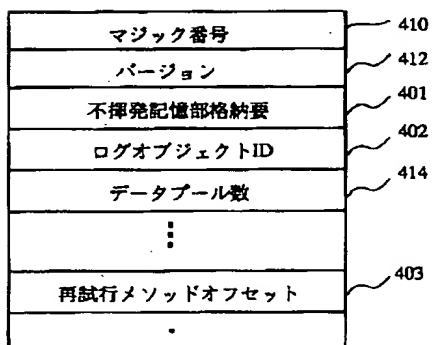 マジック番号 410
バージョン 412
不揮発記憶部格納要 401
ログオブジェクトID 402
データプール数 414
⋮
再試行メソッドオフセット 403